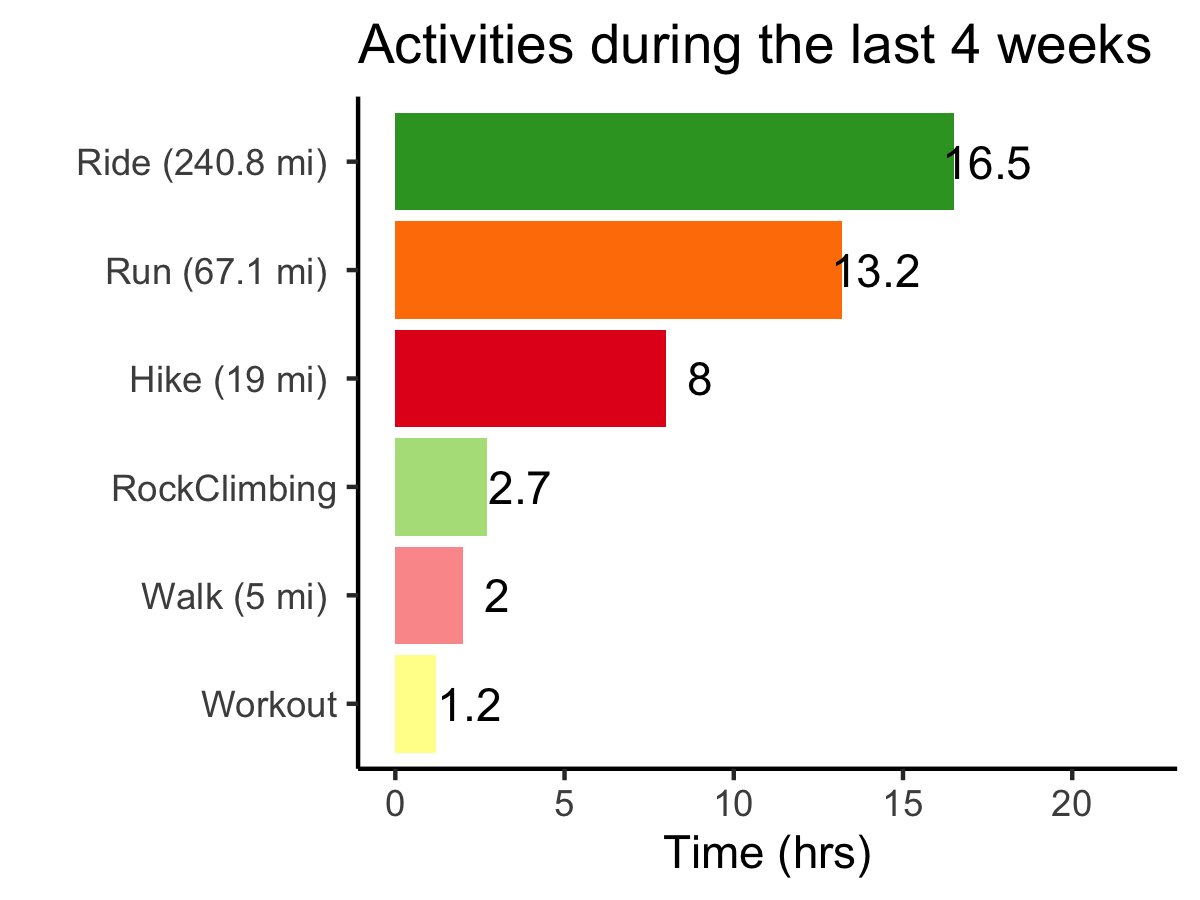 Activities during the last 4 weeks
Ride (240.8 mi) 16.5
Run (67.1 mi) 13.2
Hike (19 mi) 8
RockClimbing 2.7
Walk (5 mi) 2
Workout 1.2
0 5 10 15 20
Time (hrs)